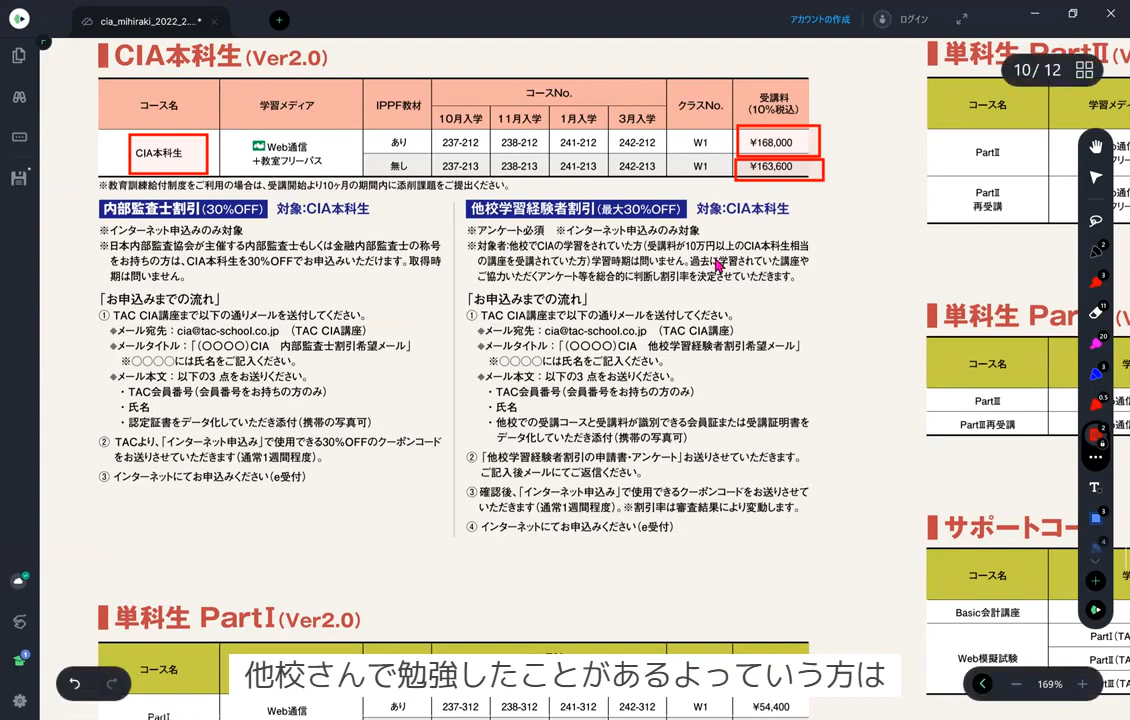 cia_mihiraki_2022_2....*
アカウントの作成
ログイン
10/ 12
CIA本科生(Ver2.0)
コース名 学習メディア IPPF教材 コースNo. クラスNo. 受講料(10%税込)
10月入学 11月入学 1月入学 3月入学
CIA本科生 Web通信+教室フリーパス あり 237-212 238-212 241-212 242-212 W1 ¥168,000
無し 237-213 238-213 241-213 242-213 W1 ¥163,600
※教育訓練給付制度をご利用の場合は、受講開始より10ヶ月の期間内に添削課題をご提出ください。
内部監査士割引(30%OFF) 対象:CIA本科生
※インターネット申込みのみ対象
※日本内部監査協会が主催する内部監査士もしくは金融内部監査士の称号
をお持ちの方は、CIA本科生を30%OFFでお申込みいただけます。取得時
期は問いません。
「お申込みまでの流れ」
① TAC CIA講座まで以下の通りメールを送付してください。
◆メール宛先：cia@tac-school.co.jp （TAC CIA講座）
◆メールタイトル：「(○○○○)CIA 内部監査士割引希望メール」
※○○○○には氏名をご記入ください。
◆メール本文：以下の3 点をお送りください。
・TAC会員番号(会員番号をお持ちの方のみ)
・氏名
・認定証書をデータ化していただき添付(携帯の写真可)
② TACより、「インターネット申込み」で使用できる30%OFFのクーポンコード
をお送りさせていただきます(通常1週間程度)。
③ インターネットにてお申込みください(e受付)
他校学習経験者割引(最大30%OFF) 対象:CIA本科生
※アンケート必須 ※インターネット申込みのみ対象
※対象者:他校でCIAの学習をされていた方(受講料が10万円以上のCIA本科生相当
の講座を受講されていた方)学習時期は問いません。過去に学習されていた講座や
ご協力いただくアンケート等を総合的に判断し割引率を決定させていただきます。
「お申込みまでの流れ」
① TAC CIA講座まで以下の通りメールを送付してください。
◆メール宛先：cia@tac-school.co.jp （TAC CIA講座）
◆メールタイトル：「(○○○○)CIA 他校学習経験者割引希望メール」
※○○○○には氏名をご記入ください。
◆メール本文：以下の3 点をお送りください。
・TAC会員番号(会員番号をお持ちの方のみ)
・氏名
・他校での受講コースと受講料が識別できる会員証または受講証明書を
データ化していただき添付(携帯の写真可)
② 「他校学習経験者割引の申請書・アンケート」お送りさせていただきます。
ご記入後メールにてご返信ください。
③ 確認後、「インターネット申込み」で使用できるクーポンコードをお送りさせて
いただきます(通常1週間程度)。※割引率は審査結果により変動します。
④ インターネットにてお申込みください(e受付)
単科生 PartⅠ(Ver2.0)
コース名
PartⅠ Web通信 あり 237-312 238-312 241-312 242-312 W1 ¥54,400
単科生 PartⅡ
コース名 学習メディア
PartⅡ
PartⅡ
再受講
単科生 Par
コース名
PartⅢ
PartⅢ再受講
サポートコー
コース名
Basic会計講座
Web模擬試験 PartⅠ(TA
PartⅡ(TA
169%
他校さんで勉強したことがあるよっていう方は